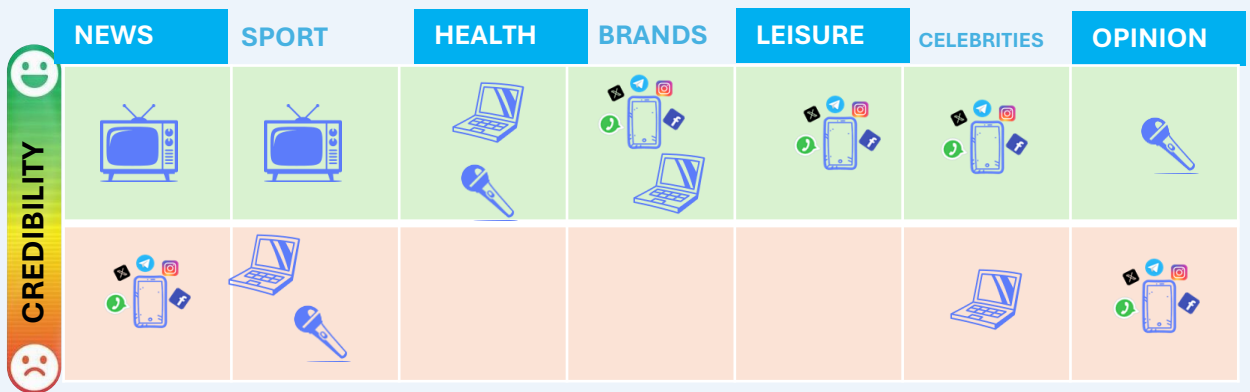 NEWS
SPORT
HEALTH
BRANDS
LEISURE
CELEBRITIES
OPINION
CREDIBILITY